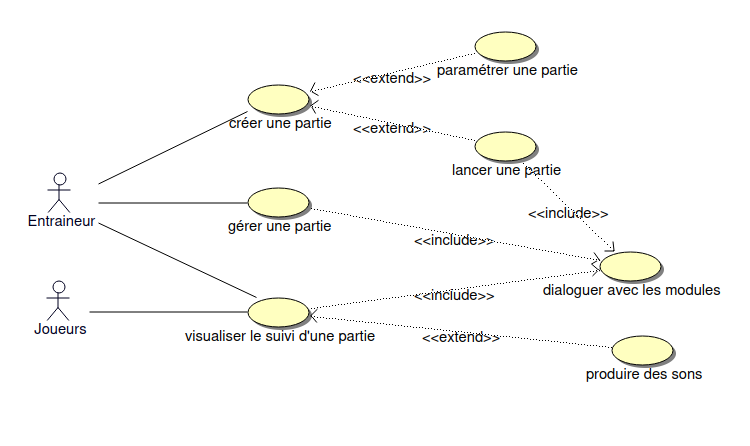 <<extend>>
paramétrer une partie
créer une partie
<<extend>>
lancer une partie
Entraineur
<<include>>
gérer une partie
<<include>>
dialoguer avec les modules
<<include>>
Joueurs
visualiser le suivi d'une partie
<<extend>>
produire des sons